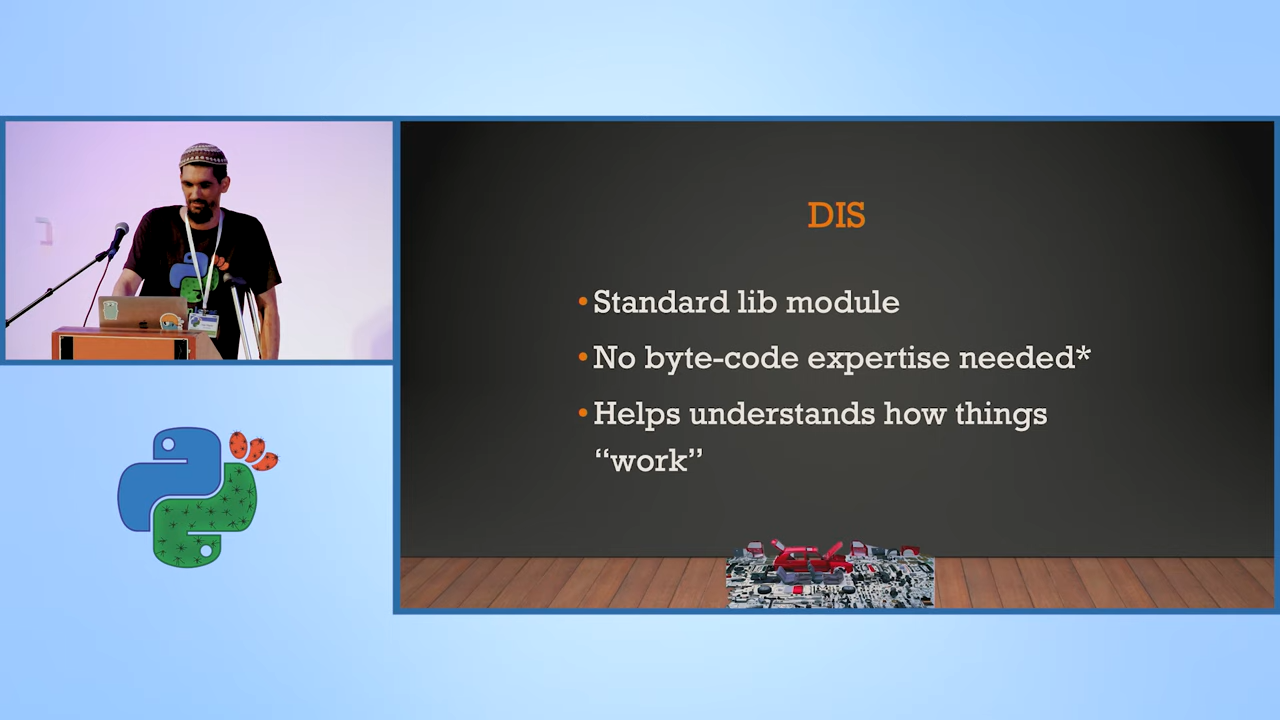 DIS
• Standard lib module
• No byte-code expertise needed*
• Helps understands how things
“work”